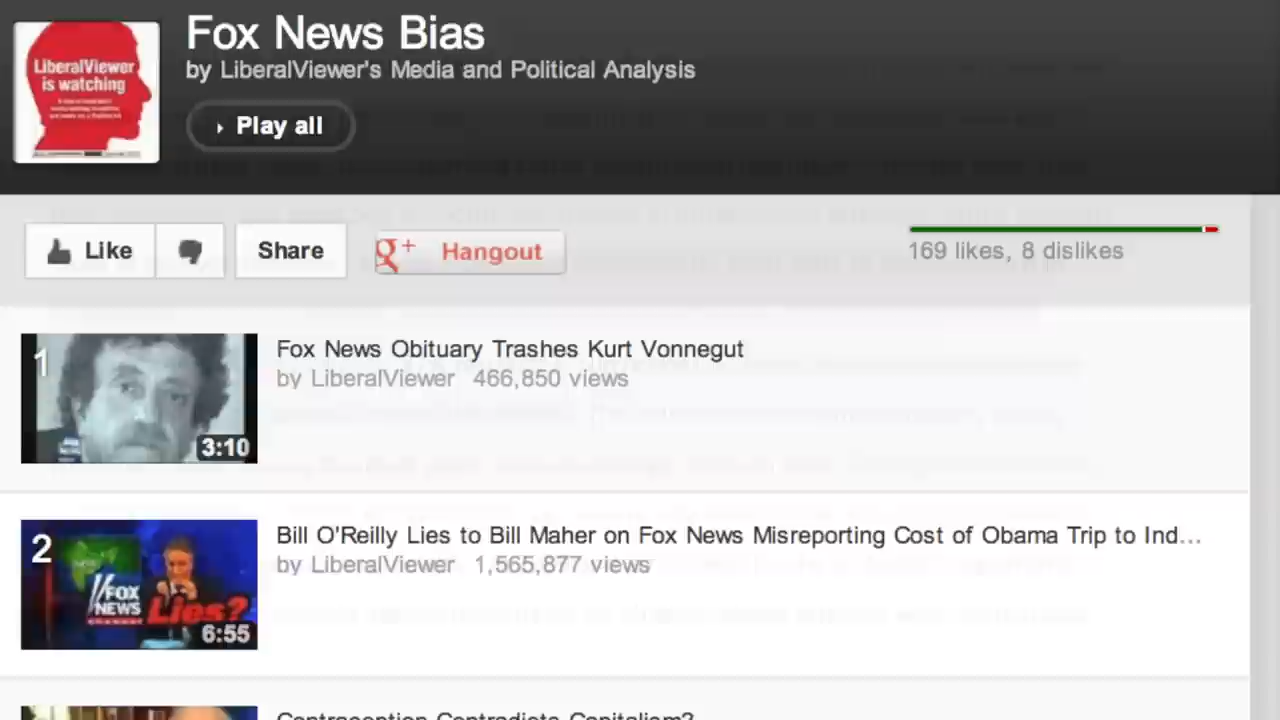 Fox News Bias
by LiberalViewer's Media and Political Analysis
LiberalViewer
is watching
Play all
Like
Share
g+ Hangout
169 likes, 8 dislikes
1
Fox News Obituary Trashes Kurt Vonnegut
by LiberalViewer 466,850 views
3:10
2
Bill O'Reilly Lies to Bill Maher on Fox News Misreporting Cost of Obama Trip to Ind...
by LiberalViewer 1,565,877 views
FOX
NEWS
Lies?
6:55
Contraception Contradicts Capitalism?